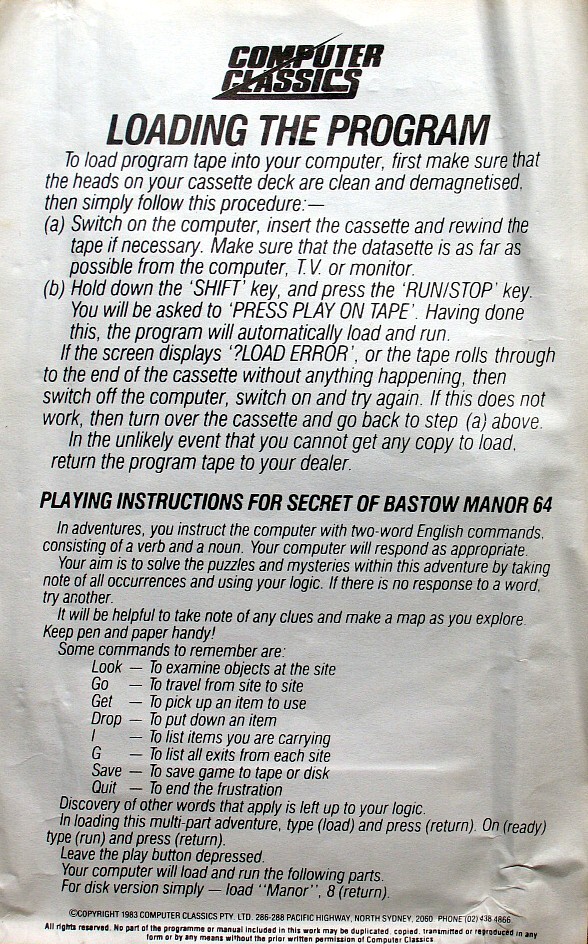 COMPUTER
CLASSICS
LOADING THE PROGRAM
To load program tape into your computer, first make sure that
the heads on your cassette deck are clean and demagnetised,
then simply follow this procedure:—
(a) Switch on the computer, insert the cassette and rewind the
tape if necessary. Make sure that the datasette is as far as
possible from the computer, T.V. or monitor.
(b) Hold down the 'SHIFT' key, and press the 'RUN/STOP' key.
You will be asked to 'PRESS PLAY ON TAPE'. Having done
this, the program will automatically load and run.
If the screen displays '?LOAD ERROR', or the tape rolls through
to the end of the cassette without anything happening, then
switch off the computer, switch on and try again. If this does not
work, then turn over the cassette and go back to step (a) above.
In the unlikely event that you cannot get any copy to load,
return the program tape to your dealer.
PLAYING INSTRUCTIONS FOR SECRET OF BASTOW MANOR 64
In adventures, you instruct the computer with two-word English commands,
consisting of a verb and a noun. Your computer will respond as appropriate.
Your aim is to solve the puzzles and mysteries within this adventure by taking
note of all occurrences and using your logic. If there is no response to a word,
try another.
It will be helpful to take note of any clues and make a map as you explore.
Keep pen and paper handy!
Some commands to remember are:
Look — To examine objects at the site
Go — To travel from site to site
Get — To pick up an item to use
Drop — To put down an item
I — To list items you are carrying
G — To list all exits from each site
Save — To save game to tape or disk
Quit — To end the frustration
Discovery of other words that apply is left up to your logic.
In loading this multi-part adventure, type (load) and press (return). On (ready)
type (run) and press (return).
Leave the play button depressed.
Your computer will load and run the following parts.
For disk version simply — load "Manor", 8 (return).
©COPYRIGHT 1983 COMPUTER CLASSICS PTY. LTD. 286-288 PACIFIC HIGHWAY, NORTH SYDNEY, 2060 PHONE (02) 438 4866.
All rights reserved. No part of the programme or manual included in this work may be duplicated, copied, transmitted or reproduced in any
form or by any means without the prior written permission of Computer Classics